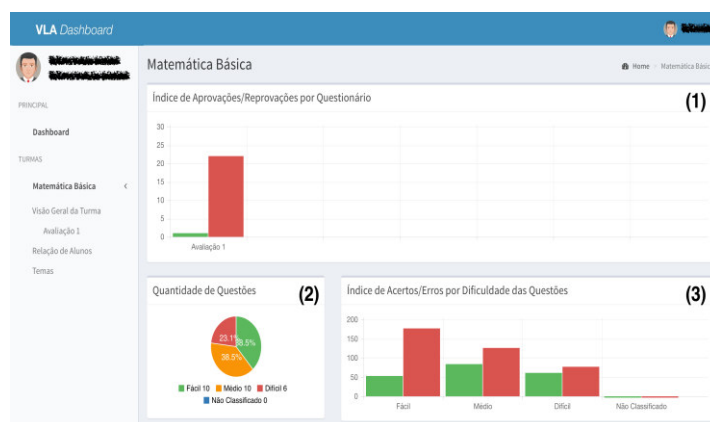 VLA Dashboard
Matemática Básica
Home > Matemática Básic
PRINCIPAL
Dashboard
TURMAS
Matemática Básica <
Visão Geral da Turma
Avaliação 1
Relação de Alunos
Temas
Índice de Aprovações/Reprovações por Questionário (1)
30
25
20
15
10
5
0
Avaliação 1
Quantidade de Questões (2)
23.1%
38.5%
38.5%
Fácil 10 Médio 10 Difícil 6
Não Classificado 0
Índice de Acertos/Erros por Dificuldade das Questões (3)
200
150
100
50
0
Fácil Médio Difícil Não Classificado